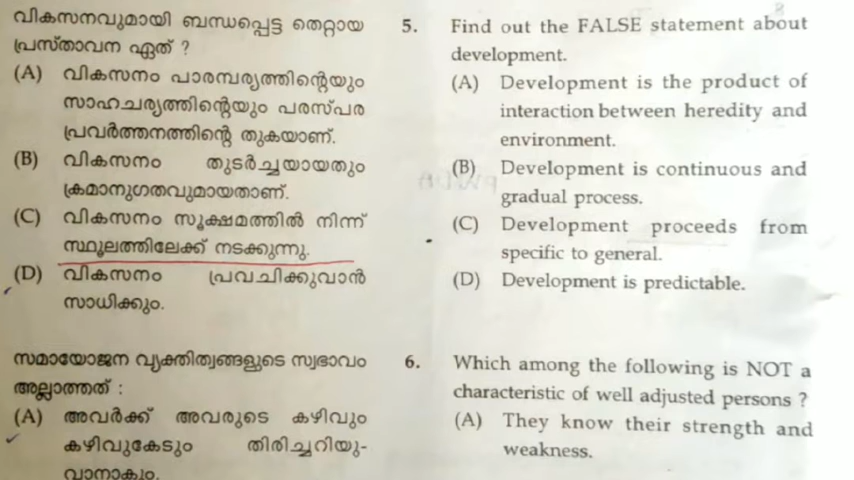 വികസനവുമായി ബന്ധപ്പെട്ട തെറ്റായ
പ്രസ്താവന ഏത് ?
(A) വികസനം പാരമ്പര്യത്തിന്റെയും
സാഹചര്യത്തിന്റെയും പരസ്പര
പ്രവർത്തനത്തിന്റെ തുകയാണ്.
(B) വികസനം തുടർച്ചയായതും
ക്രമാനുഗതവുമായതാണ്.
(C) വികസനം സൂക്ഷമത്തിൽ നിന്ന്
സ്ഥൂലത്തിലേക്ക് നടക്കുന്നു.
(D) വികസനം പ്രവചിക്കുവാൻ
സാധിക്കും.
സമായോജന വ്യക്തിത്വങ്ങളുടെ സ്വഭാവം
അല്ലാത്തത് :
(A) അവർക്ക് അവരുടെ കഴിവും
കഴിവുകേടും തിരിച്ചറിയു-
വാനാകും.
5. Find out the FALSE statement about
development.
(A) Development is the product of
interaction between heredity and
environment.
(B) Development is continuous and
gradual process.
(C) Development proceeds from
specific to general.
(D) Development is predictable.
6. Which among the following is NOT a
characteristic of well adjusted persons ?
(A) They know their strength and
weakness.